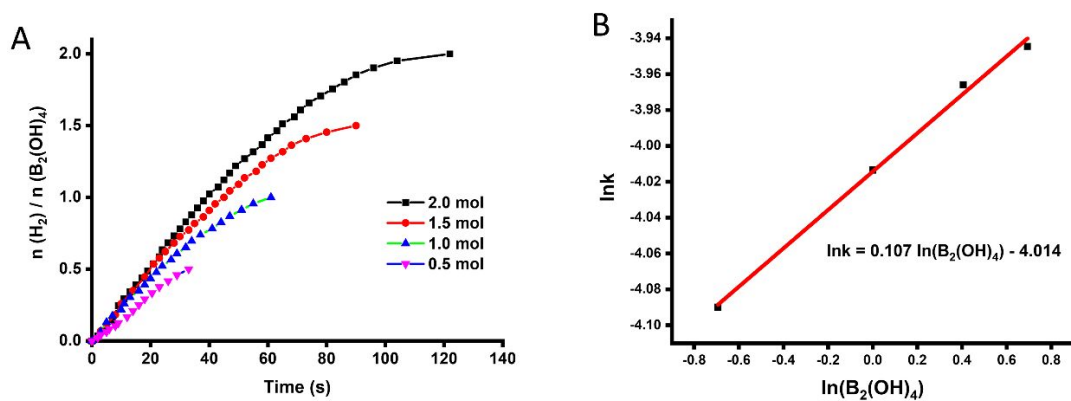 A
n (H₂) / n (B₂(OH)₄)
2.0
1.5
1.0
0.5
0.0
0 20 40 60 80 100 120 140
Time (s)
2.0 mol
1.5 mol
1.0 mol
0.5 mol
B
lnk
-3.94
-3.96
-3.98
-4.00
-4.02
-4.04
-4.06
-4.08
-4.10
lnk = 0.107 ln(B₂(OH)₄) - 4.014
-0.8 -0.6 -0.4 -0.2 0.0 0.2 0.4 0.6 0.8
ln(B₂(OH)₄)